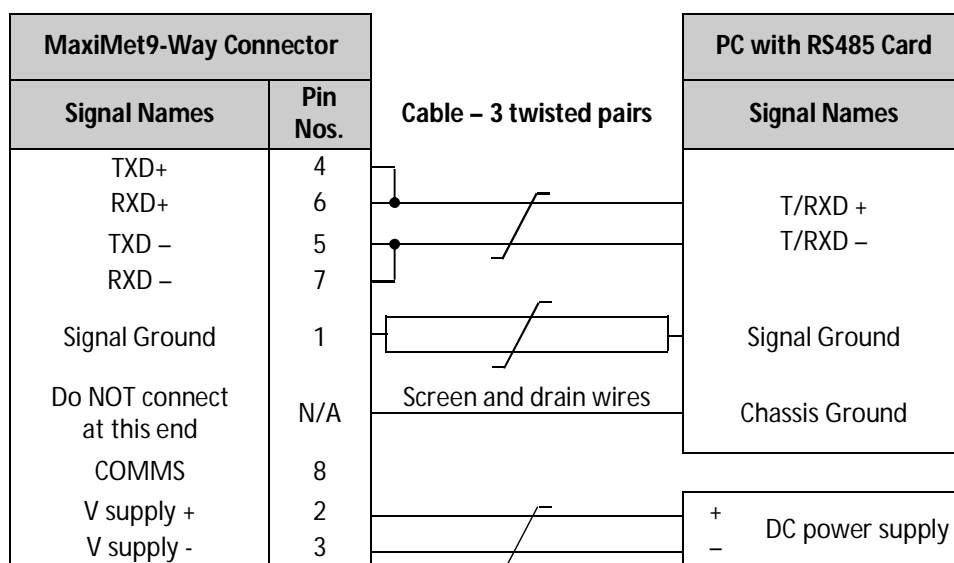 MaxiMet9-Way Connector
PC with RS485 Card
Signal Names
Pin
Nos.
Cable – 3 twisted pairs
Signal Names
TXD+ 4
RXD+ 6 T/RXD +
TXD – 5 T/RXD –
RXD – 7
Signal Ground 1 Signal Ground
Do NOT connect
at this end
N/A
Screen and drain wires
Chassis Ground
COMMS 8
V supply + 2 +
V supply - 3 –
DC power supply